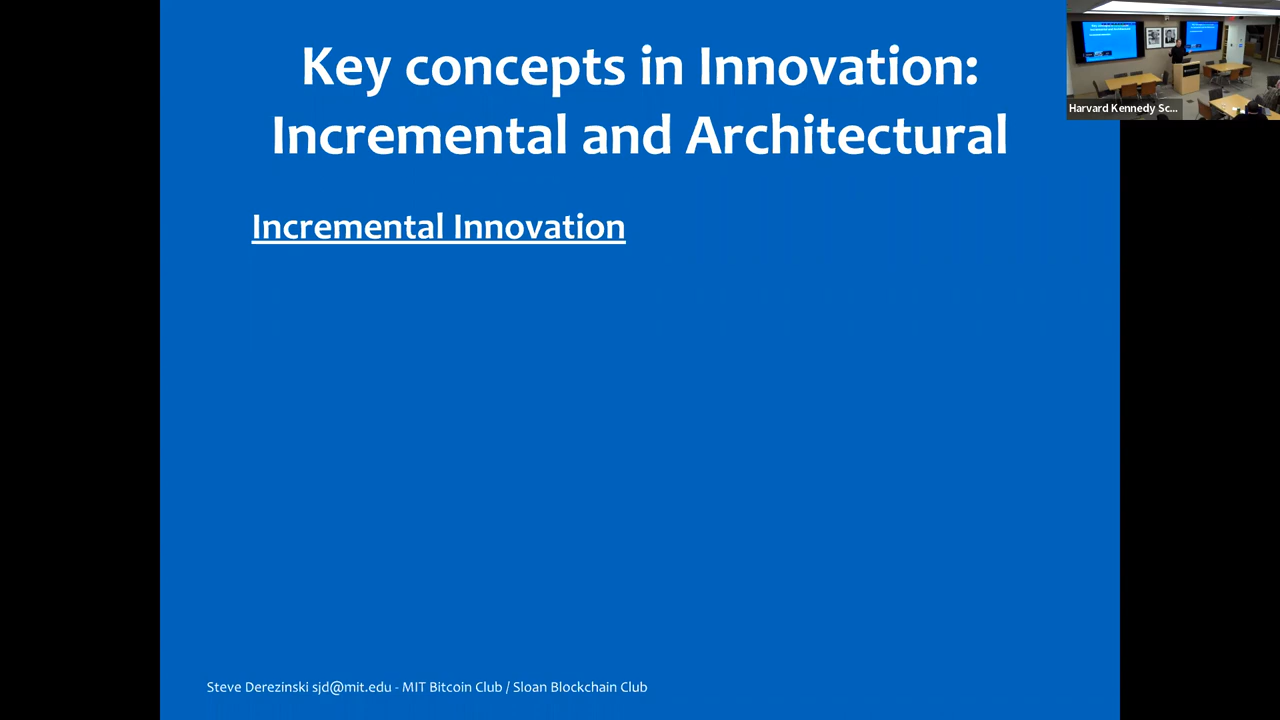 Key concepts in Innovation:
Incremental and Architectural
Incremental Innovation
Steve Derezinski sjd@mit.edu - MIT Bitcoin Club / Sloan Blockchain Club
Harvard Kennedy Sc...